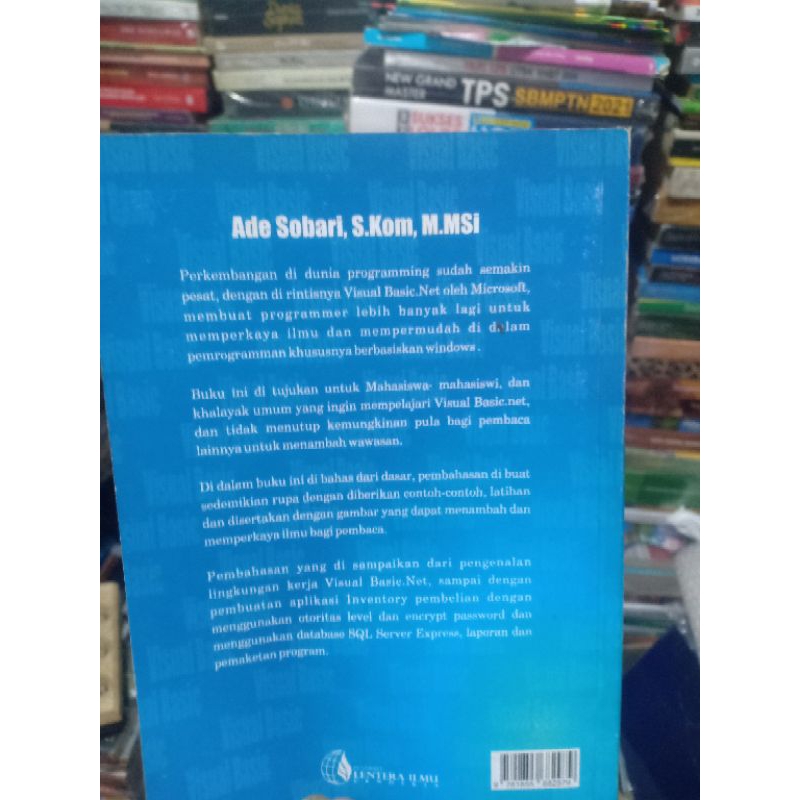 NEW GRAND
MASTER
TPS SBMPTN 2021
SUKSES
Visual Basic
Ade Sobari, S.Kom, M.MSi
Perkembangan di dunia programming sudah semakin
pesat, dengan di rintisnya Visual Basic.Net oleh Microsoft,
membuat programmer lebih banyak lagi untuk
memperkaya ilmu dan mempermudah di dalam
pemrogramman khususnya berbasiskan windows.
Buku ini di tujukan untuk Mahasiswa- mahasiswi, dan
khalayak umum yang ingin mempelajari Visual Basic.net,
dan tidak menutup kemungkinan pula bagi pembaca
lainnya untuk menambah wawasan.
Di dalam buku ini di bahas dari dasar, pembahasan di buat
sedemikian rupa dengan diberikan contoh-contoh, latihan
dan disertakan dengan gambar yang dapat menambah dan
memperkaya ilmu bagi pembaca.
Pembahasan yang di sampaikan dari pengenalan
lingkungan kerja Visual Basic.Net, sampai dengan
pembuatan aplikasi Inventory pembelian dengan
menggunakan otoritas level dan encrypt password dan
menggunakan database SQL Server Express, laporan dan
pemaketan program.
LENTERA ILMU